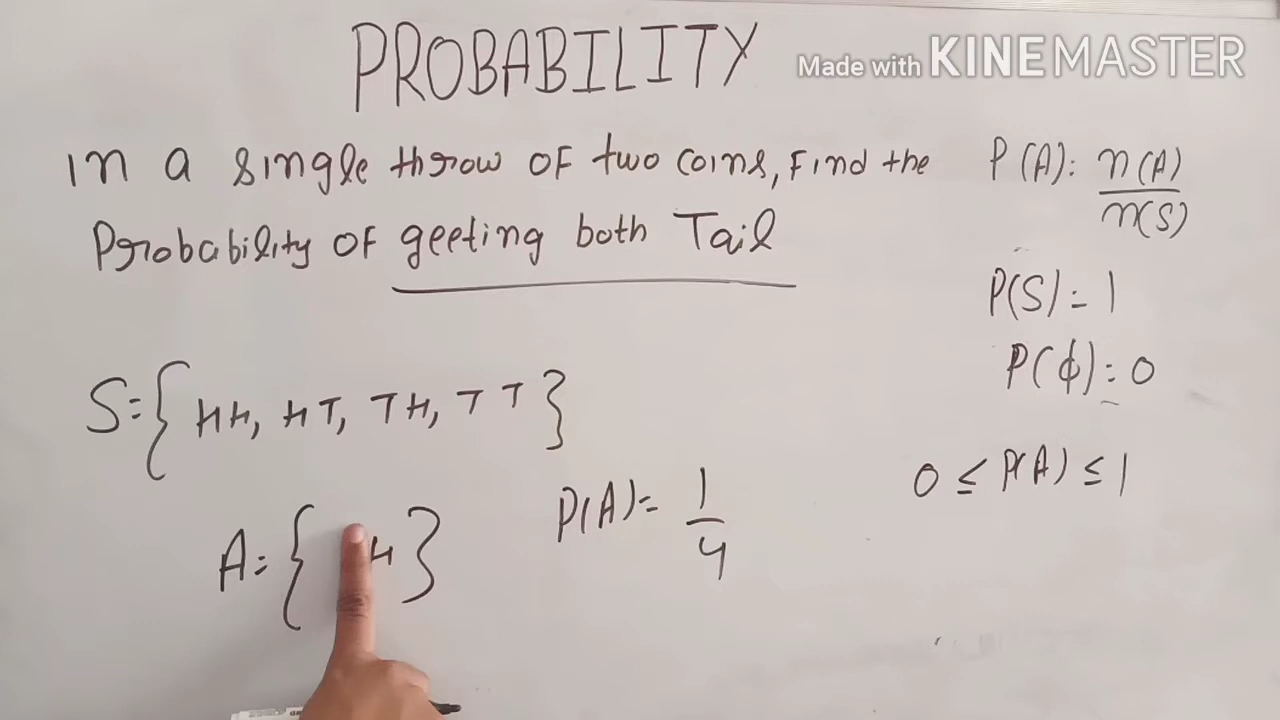 PROBABILITY
Made with KINEMASTER
In a single throw of two coins, Find the
Probability of geeting both Tail
P(A): n(A)
n(S)
P(S) = 1
P(ϕ) = 0
S = { HH, HT, TH, TT }
0 ≤ P(A) ≤ 1
A = { H }
P(A) = 1
4